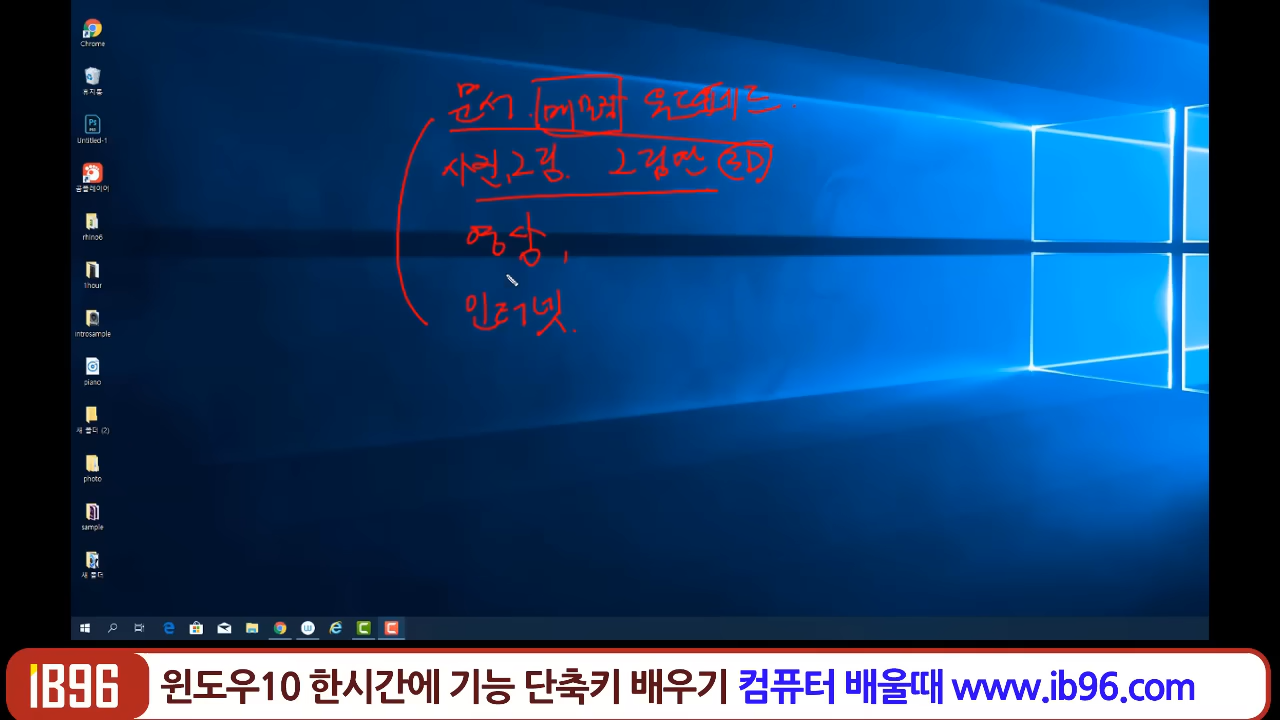 Chrome
휴지통
Untitled-1
곰플레이어
rhino6
1hour
introsample
piano
새 폴더 (2)
photo
sample
새 폴더
문서. 메모장 워드패드.
사진,그림. 그림판 3D
영상,
인터넷.
IB96 윈도우10 한시간에 기능 단축키 배우기 컴퓨터 배울때 www.ib96.com